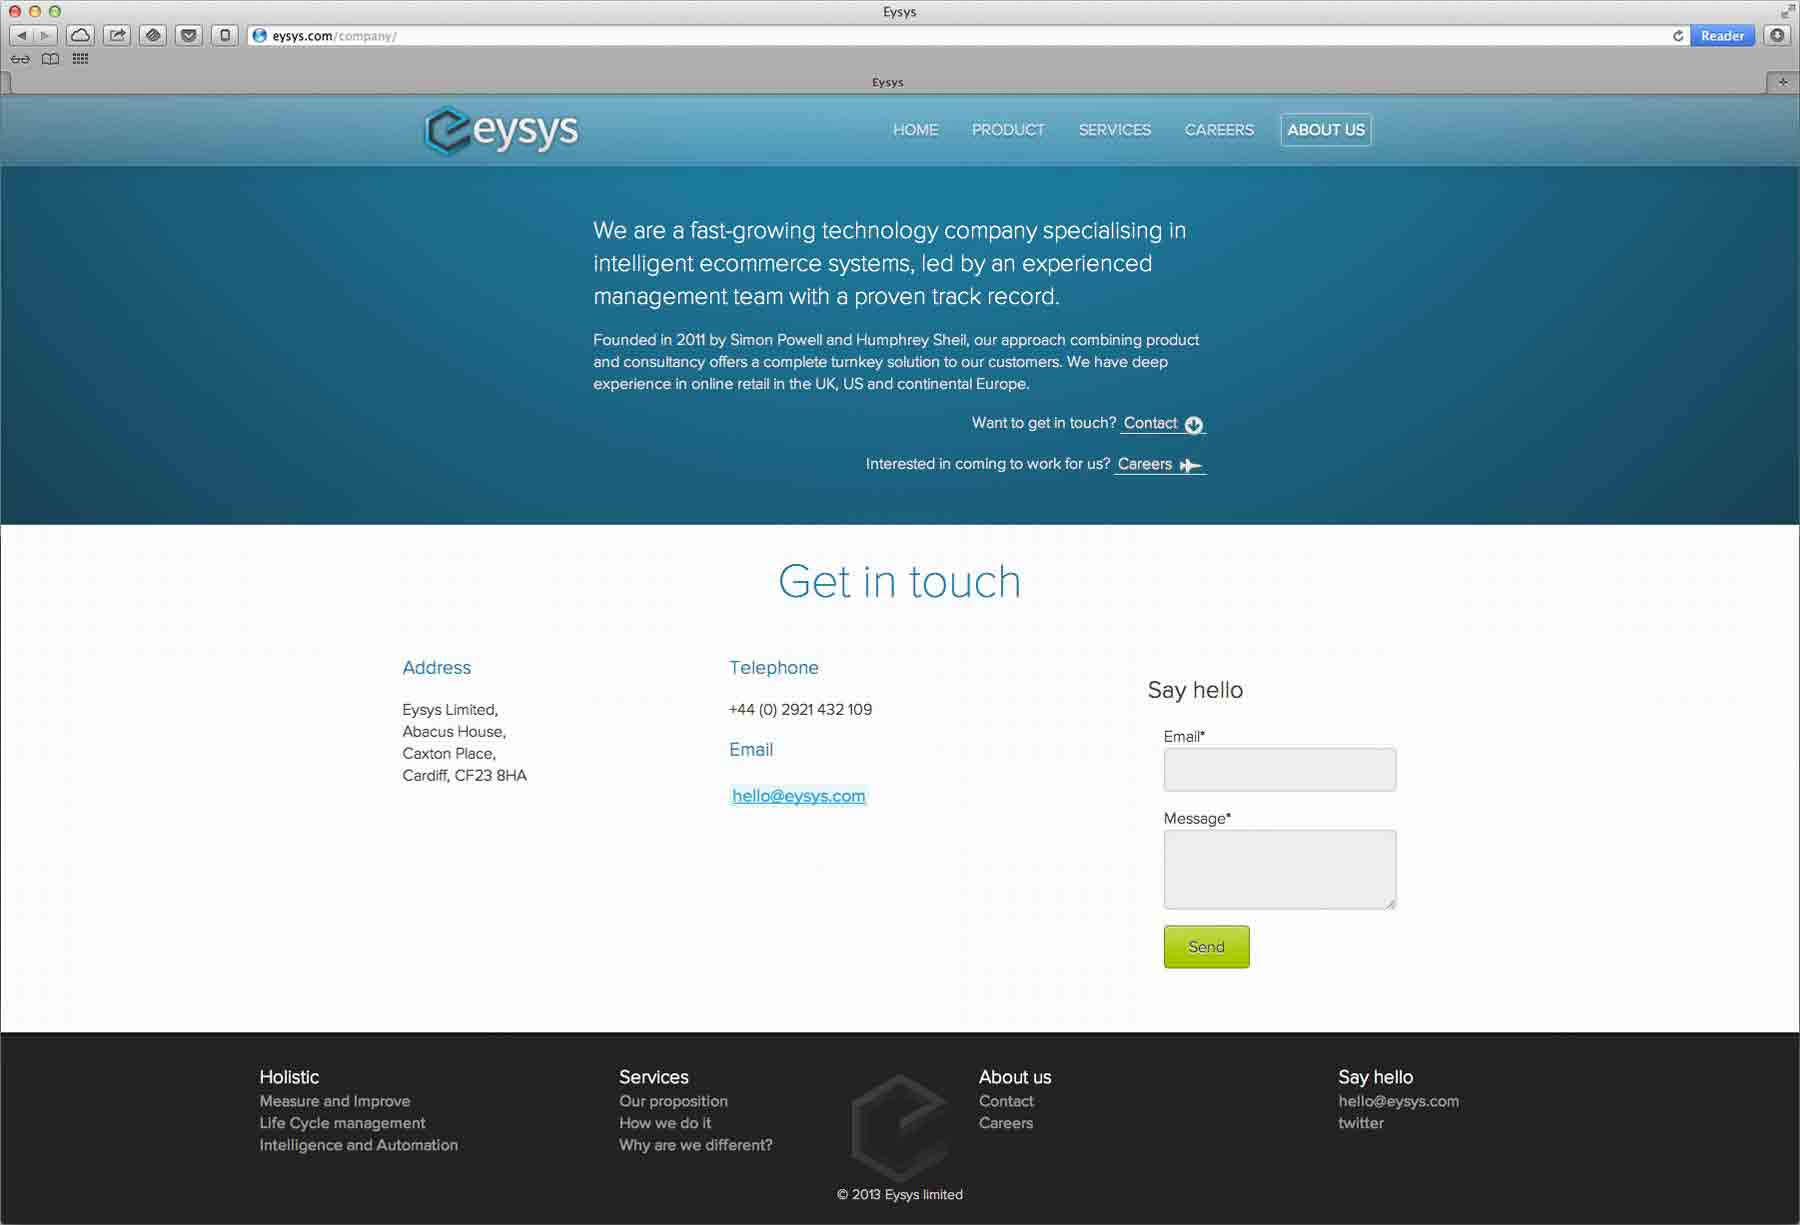 Eysys
eysys.com/company/
Reader
Eysys
eysys
HOME
PRODUCT
SERVICES
CAREERS
ABOUT US
We are a fast-growing technology company specialising in
intelligent ecommerce systems, led by an experienced
management team with a proven track record.
Founded in 2011 by Simon Powell and Humphrey Sheil, our approach combining product
and consultancy offers a complete turnkey solution to our customers. We have deep
experience in online retail in the UK, US and continental Europe.
Want to get in touch? Contact
Interested in coming to work for us? Careers
Get in touch
Address
Eysys Limited,
Abacus House,
Caxton Place,
Cardiff, CF23 8HA
Telephone
+44 (0) 2921 432 109
Email
hello@eysys.com
Say hello
Email*
Message*
Send
Holistic
Measure and Improve
Life Cycle management
Intelligence and Automation
Services
Our proposition
How we do it
Why are we different?
About us
Contact
Careers
Say hello
hello@eysys.com
twitter
© 2013 Eysys limited